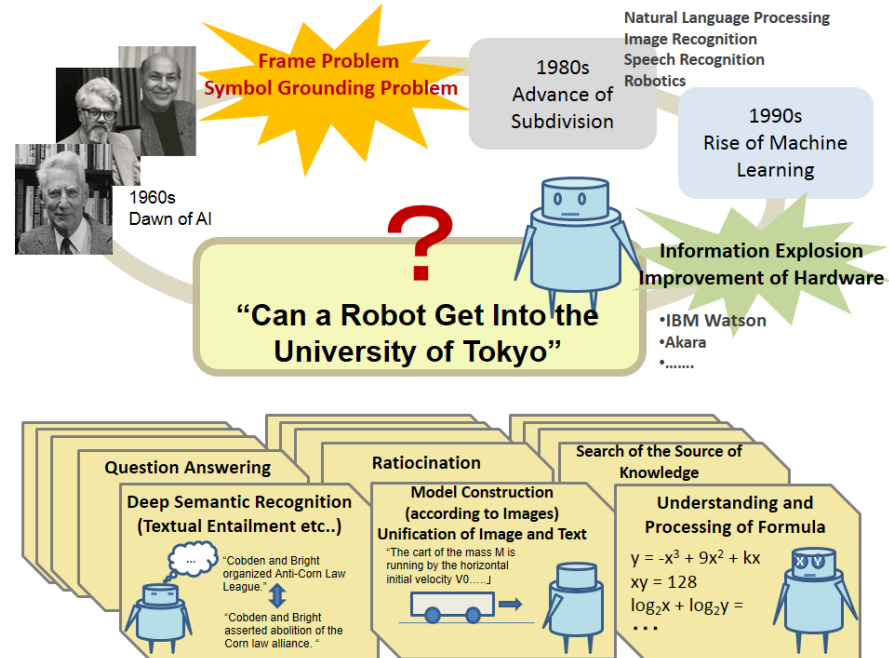 Frame Problem
Symbol Grounding Problem
1980s
Advance of
Subdivision
Natural Language Processing
Image Recognition
Speech Recognition
Robotics
1990s
Rise of Machine
Learning
1960s
Dawn of AI
Information Explosion
Improvement of Hardware
•IBM Watson
•Akara
•.......
?
“Can a Robot Get Into the
University of Tokyo”
Question Answering
Deep Semantic Recognition
(Textual Entailment etc..)
...
“Cobden and Bright
organized Anti-Corn Law
League.”
“Cobden and Bright
asserted abolition of the
Corn law alliance. “
Ratiocination
Model Construction
(according to Images)
Unification of Image and Text
“The cart of the mass M is
running by the horizontal
initial velocity V0.....」
Search of the Source of
Knowledge
Understanding and
Processing of Formula
y = -x³ + 9x² + kx
xy = 128
log₂x + log₂y =
• • •
X Y